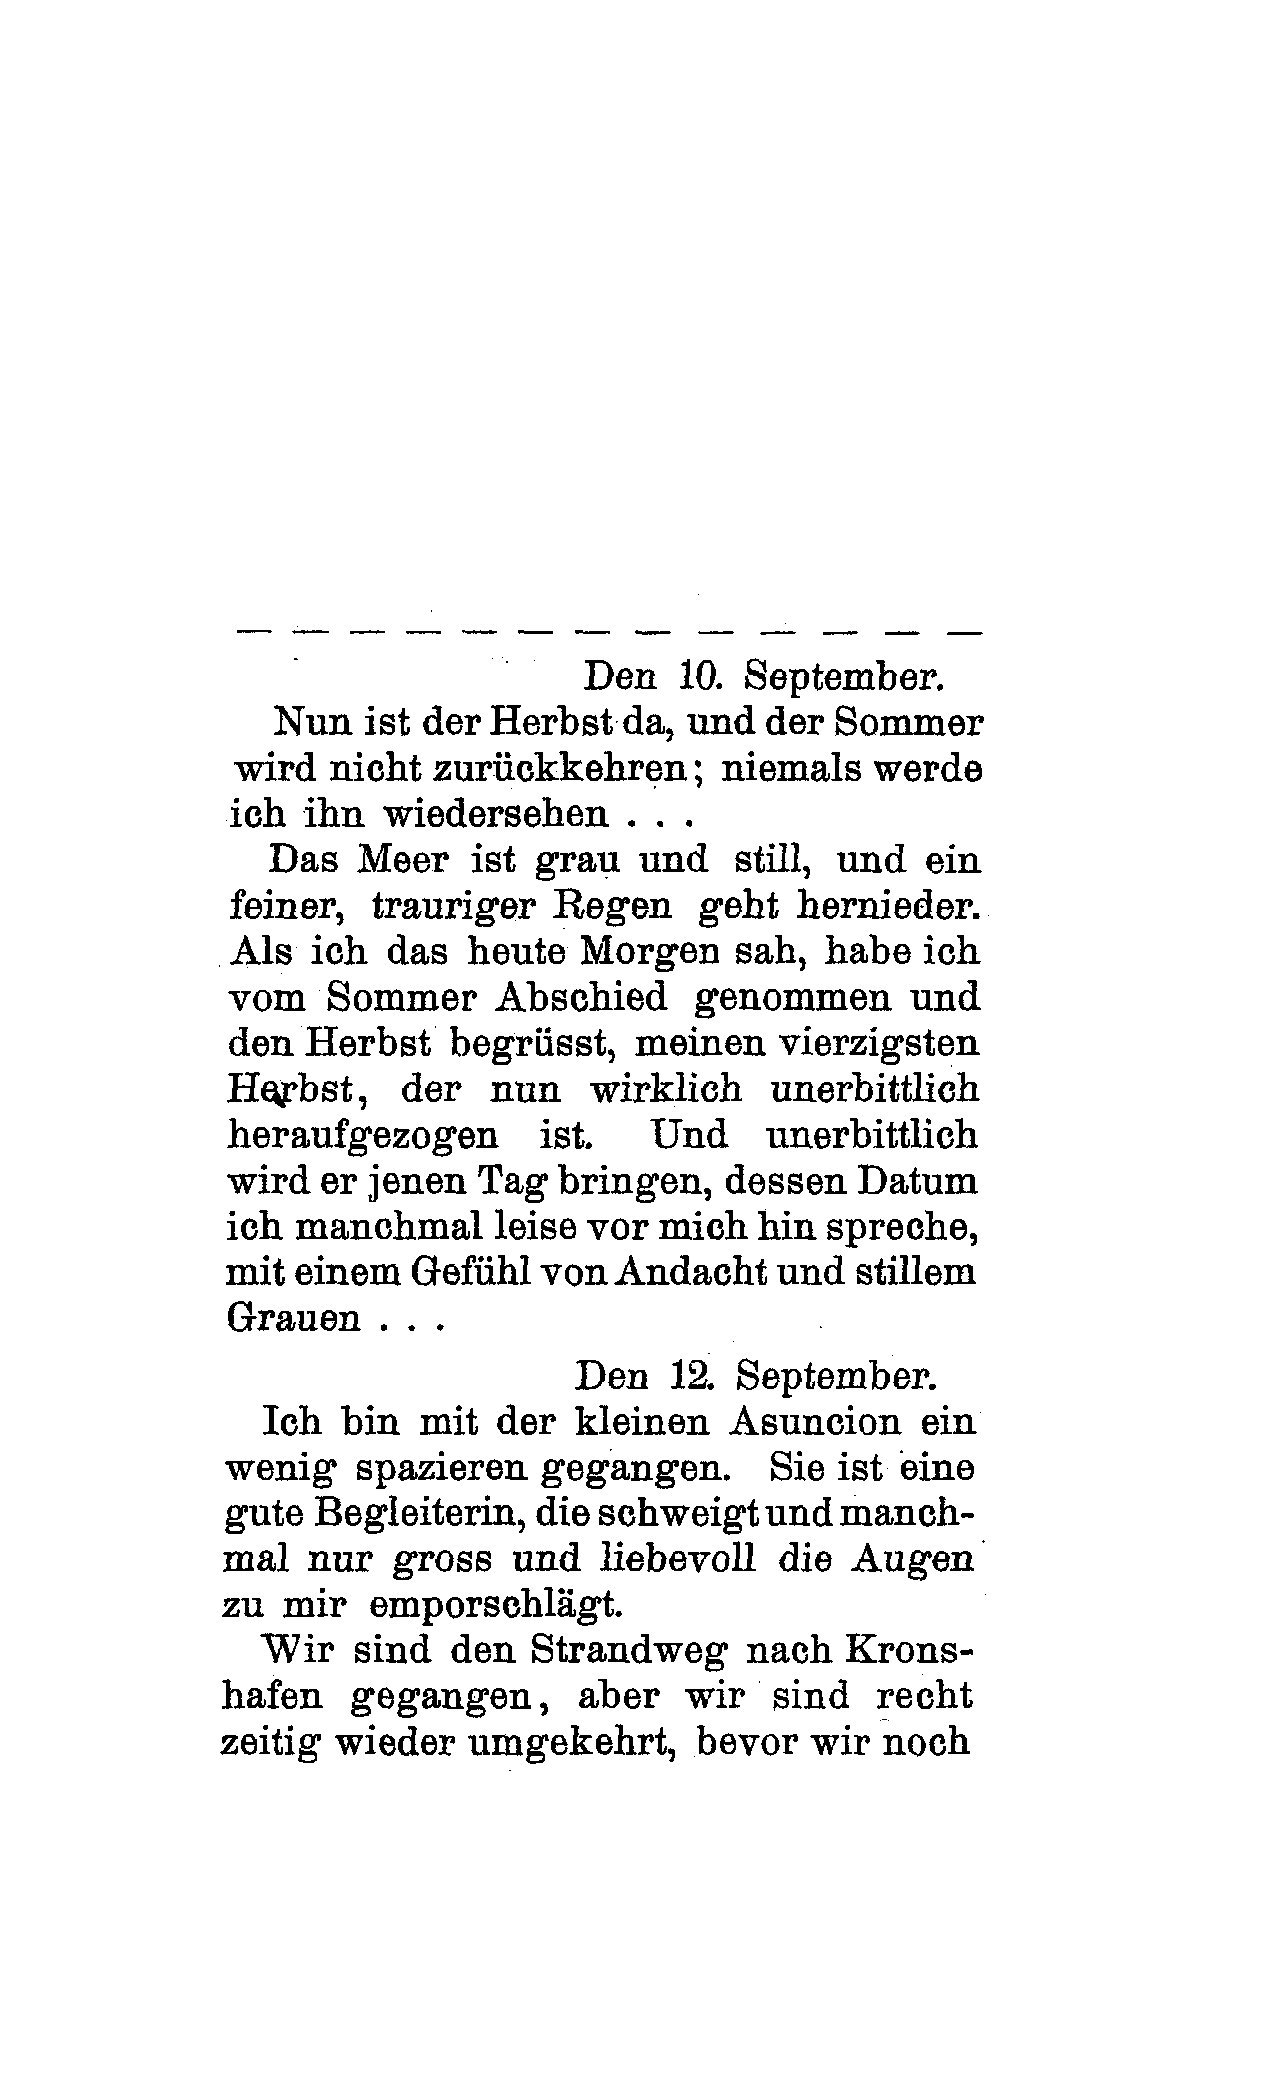 — — — — — — — — — — — — —
Den 10. September.
Nun ist der Herbst da, und der Sommer
wird nicht zurückkehren; niemals werde
ich ihn wiedersehen . . .
Das Meer ist grau und still, und ein
feiner, trauriger Regen geht hernieder.
Als ich das heute Morgen sah, habe ich
vom Sommer Abschied genommen und
den Herbst begrüsst, meinen vierzigsten
Herbst, der nun wirklich unerbittlich
heraufgezogen ist. Und unerbittlich
wird er jenen Tag bringen, dessen Datum
ich manchmal leise vor mich hin spreche,
mit einem Gefühl von Andacht und stillem
Grauen . . .
Den 12. September.
Ich bin mit der kleinen Asuncion ein
wenig spazieren gegangen. Sie ist eine
gute Begleiterin, die schweigt und manch-
mal nur gross und liebevoll die Augen
zu mir emporschlägt.
Wir sind den Strandweg nach Krons-
hafen gegangen, aber wir sind recht
zeitig wieder umgekehrt, bevor wir noch